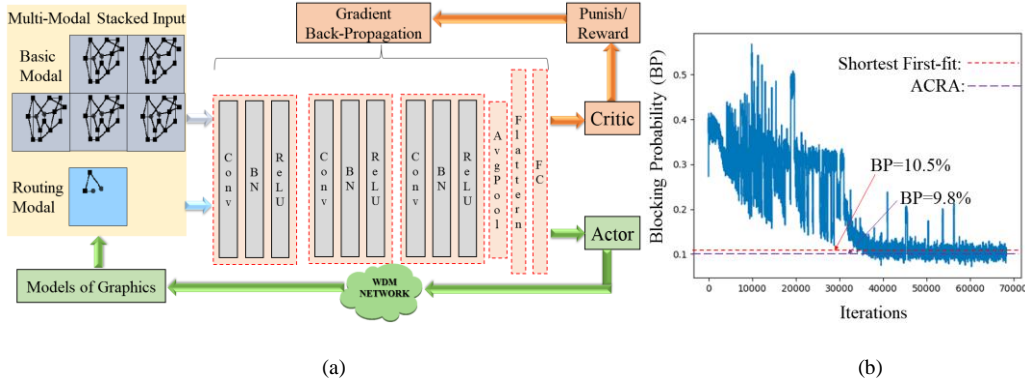 Multi-Modal Stacked Input
Basic
Modal
Routing
Modal
Models of Graphics
Gradient
Back-Propagation
Punish/
Reward
Conv
BN
ReLU
Conv
BN
ReLU
Conv
BN
ReLU
AvgPool
Flattern
FC
Critic
Actor
WDM
NETWORK
(a)
Blocking Probability (BP)
0.5
0.4
0.3
0.2
0.1
Shortest First-fit:
ACRA:
BP=10.5%
BP=9.8%
0 10000 20000 30000 40000 50000 60000 70000
Iterations
(b)